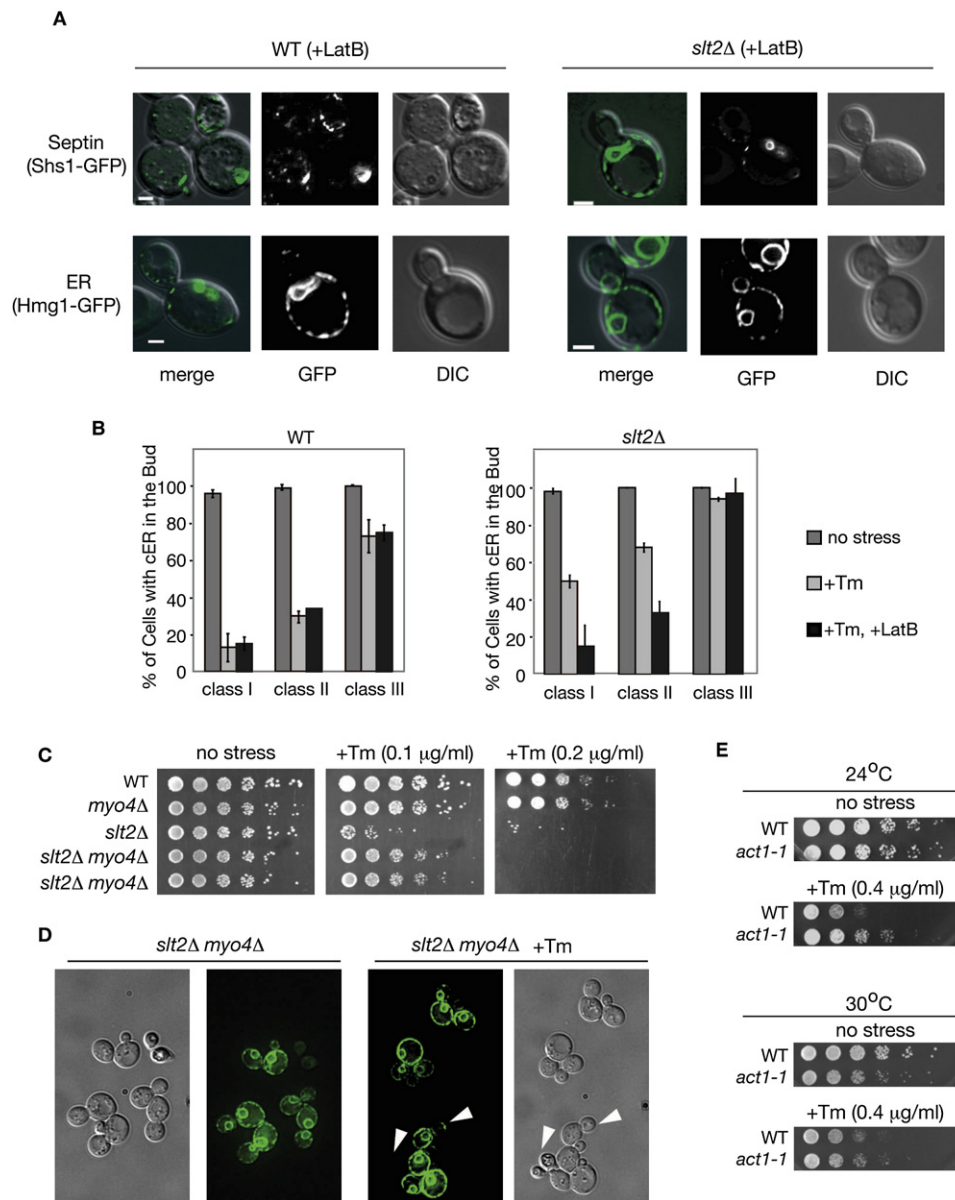 A
WT (+LatB)
slt2Δ (+LatB)
Septin
(Shs1-GFP)
ER
(Hmg1-GFP)
merge
GFP
DIC
merge
GFP
DIC
B
WT
% of Cells with cER in the Bud
100
80
60
40
20
0
class I
class II
class III
slt2Δ
% of Cells with cER in the Bud
100
80
60
40
20
0
class I
class II
class III
no stress
+Tm
+Tm, +LatB
C
no stress
+Tm (0.1 μg/ml)
+Tm (0.2 μg/ml)
WT
myo4Δ
slt2Δ
slt2Δ myo4Δ
slt2Δ myo4Δ
D
slt2Δ myo4Δ
slt2Δ myo4Δ +Tm
E
24°C
no stress
WT
act1-1
+Tm (0.4 μg/ml)
WT
act1-1
30°C
no stress
WT
act1-1
+Tm (0.4 μg/ml)
WT
act1-1